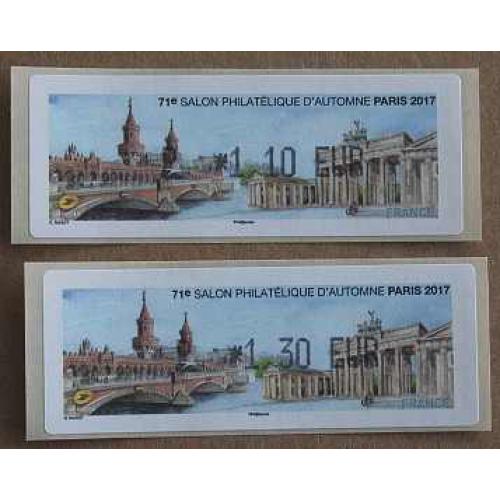 71e SALON PHILATÉLIQUE D'AUTOMNE PARIS 2017
*1 10 EUR
FRANCE
71e SALON PHILATÉLIQUE D'AUTOMNE PARIS 2017
*1 30 EUR
FRANCE